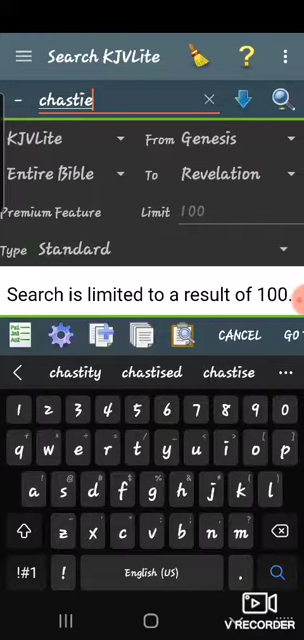 Search KJVLite ?
– chastie ×
KJVLite From Genesis
Entire Bible To Revelation
Premium Feature Limit 100
Type Standard
Search is limited to a result of 100.
CANCEL GO
chastity chastised chastise ...
1 2 3 4 5 6 7 8 9 0
q w e r t y u i o p
a s d f g h j k l
z x c v b n m
!#1 ! English (US) .
V RECORDER